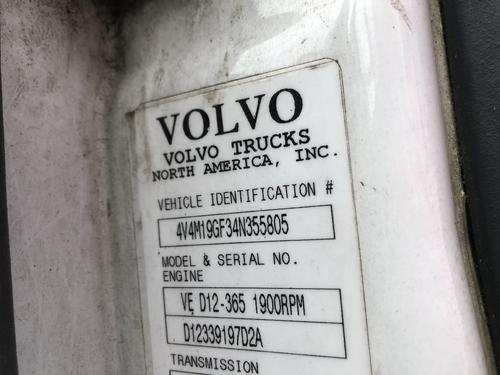 VOLVO
VOLVO TRUCKS
NORTH AMERICA, INC.
VEHICLE IDENTIFICATION #
4V4M19GF34N355805
MODEL & SERIAL NO.
ENGINE
VE D12-365 1900RPM
D12339197D2A
TRANSMISSION